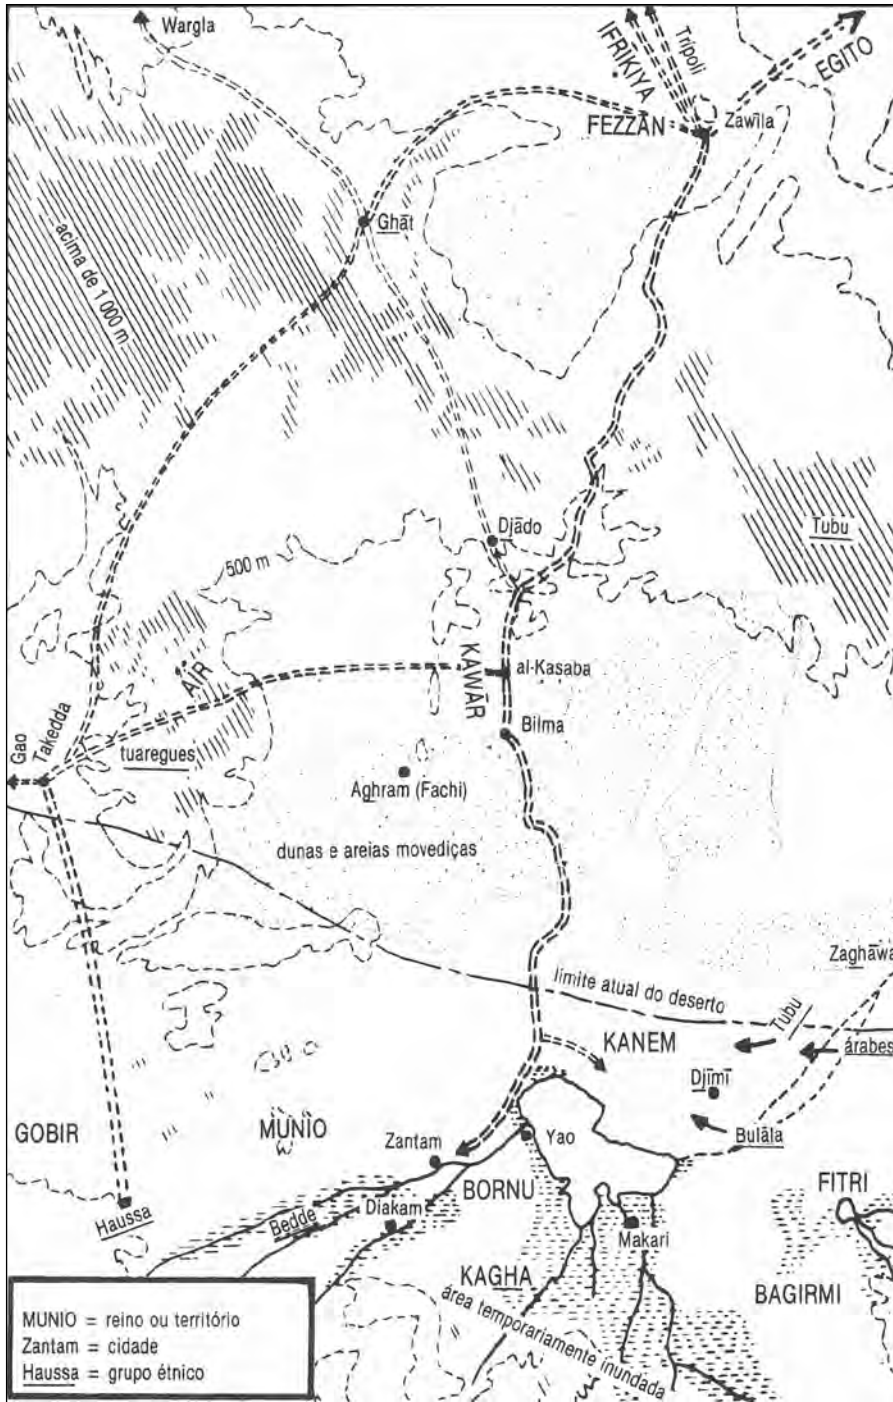 Wargla
IFRĪKIYA
Tripoli
EGITO
FEZZĀN
Zawīla
Ghāt
acima de 1 000 m
Djādo
Tubu
500 m
KAWĀR
al-Kasaba
AÏR
Bilma
Gao
Takedda
tuaregues
Aghram (Fachi)
dunas e areias movediças
Zaghāwa
limite atual do deserto
Tubu
KANEM
árabes
Djīmī
GOBIR
MUNIO
Zantam
Yao
Bulāla
BORNU
FITRI
Haussa
Bedde
Diakam
Makari
KAGHA
BAGIRMI
área temporariamente inundada
MUNIO = reino ou território
Zantam = cidade
Haussa = grupo étnico